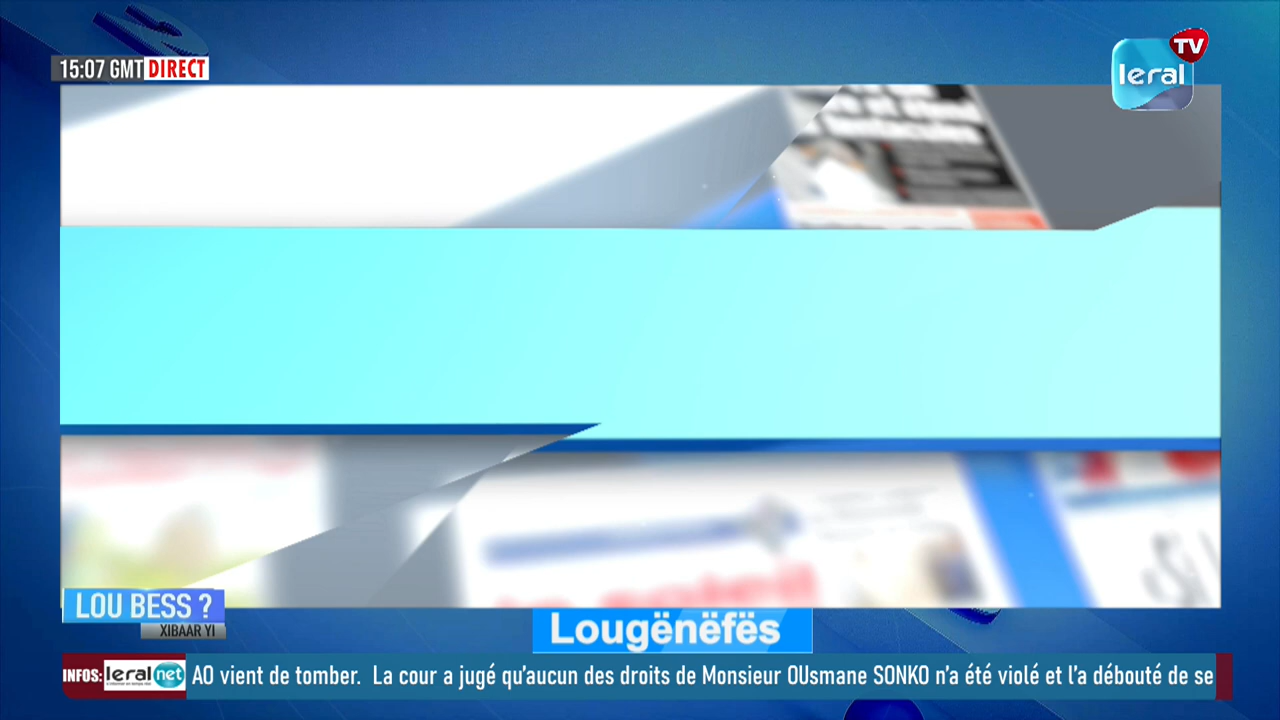 15:07 GMT DIRECT
TV
leral
LOU BESS ?
XIBAAR YI
Lougënëfës
INFOS: leral net
AO vient de tomber. La cour a jugé qu'aucun des droits de Monsieur OUsmane SONKO n'a été violé et l'a débouté de se